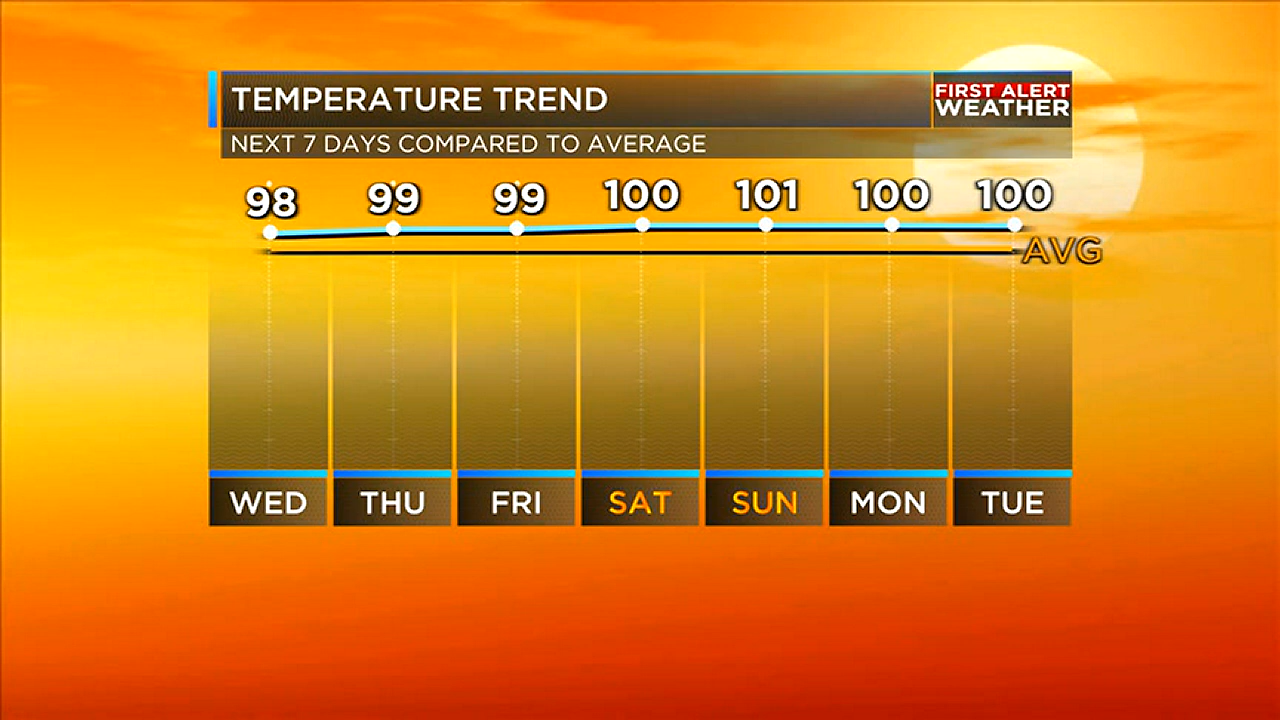 TEMPERATURE TREND
FIRST ALERT
WEATHER
NEXT 7 DAYS COMPARED TO AVERAGE
98 99 99 100 101 100 100
AVG
WED THU FRI SAT SUN MON TUE